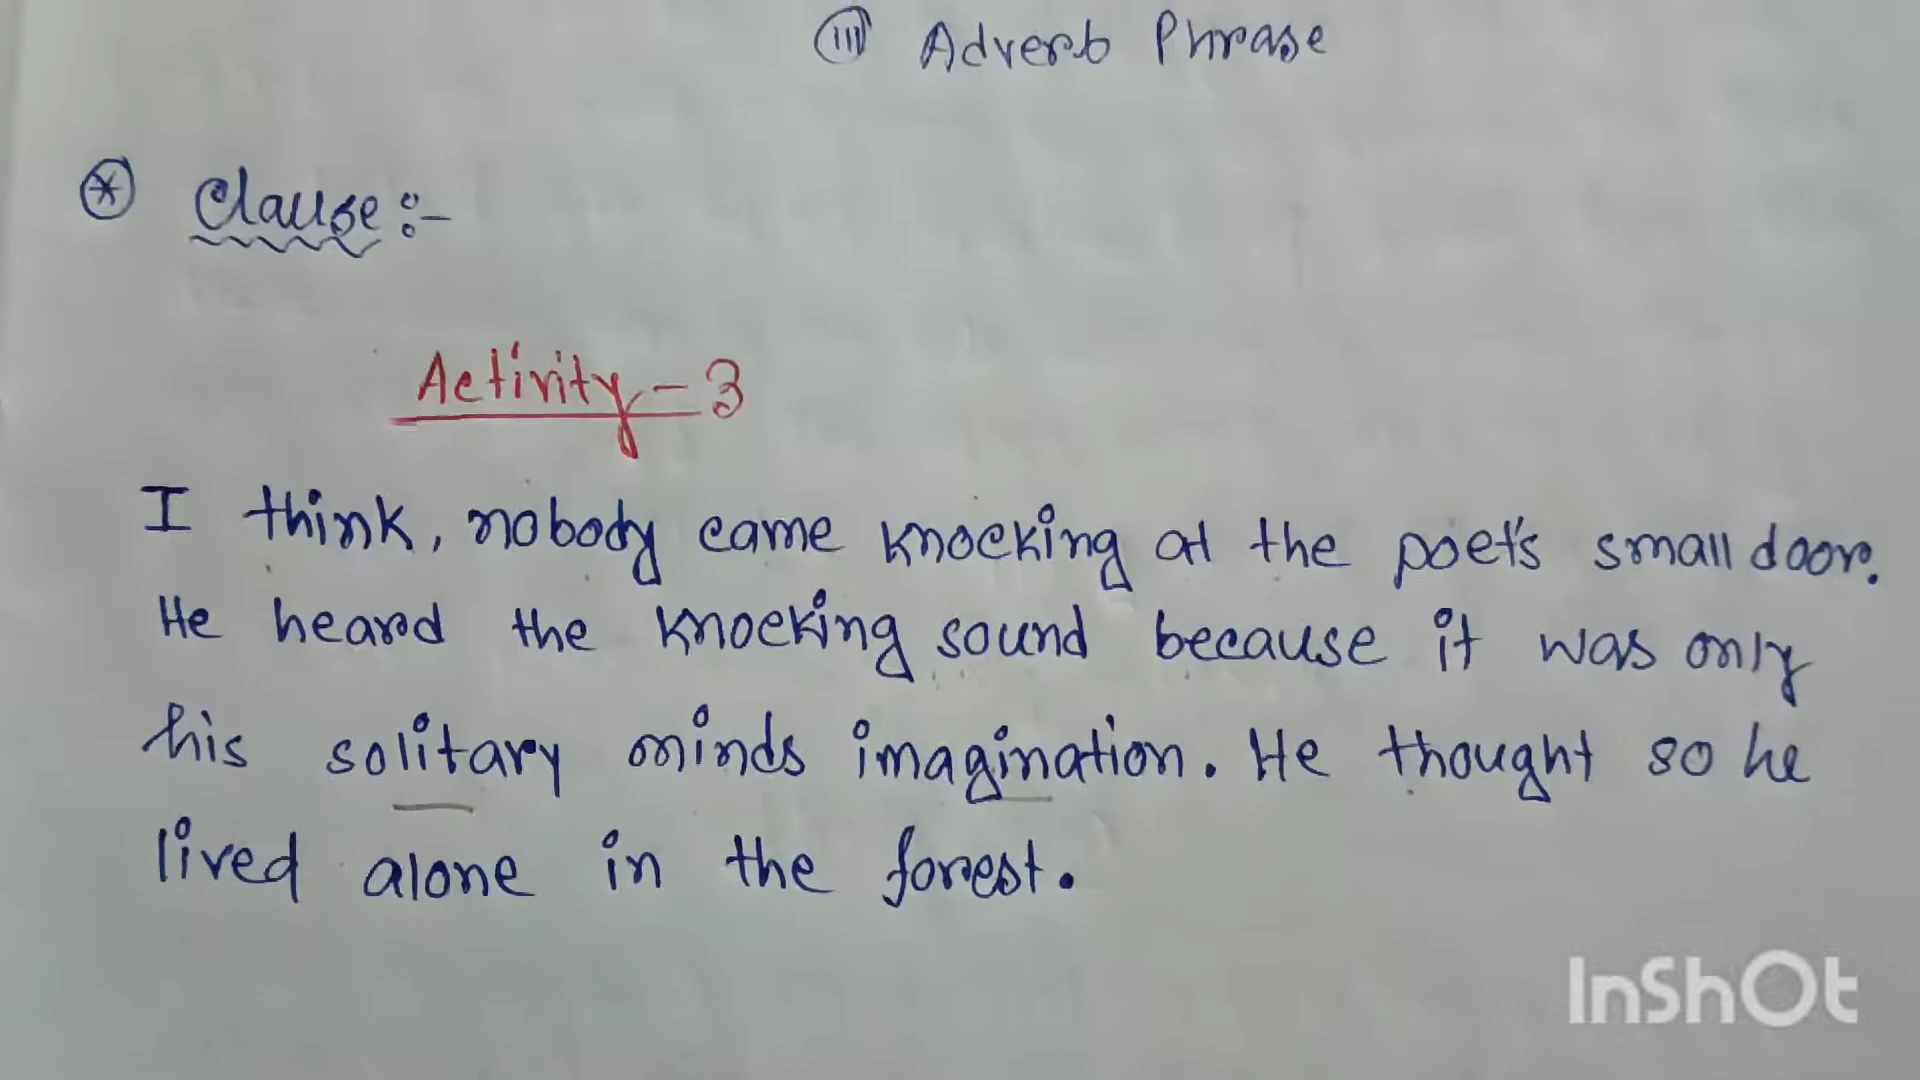 (iii) Adverb Phrase
⊛ Clause :-
Activity - 3
I think, nobody came knocking at the poet's small door.
He heard the knocking sound because it was only
his solitary minds imagination. He thought so he
lived alone in the forest.
InShOt